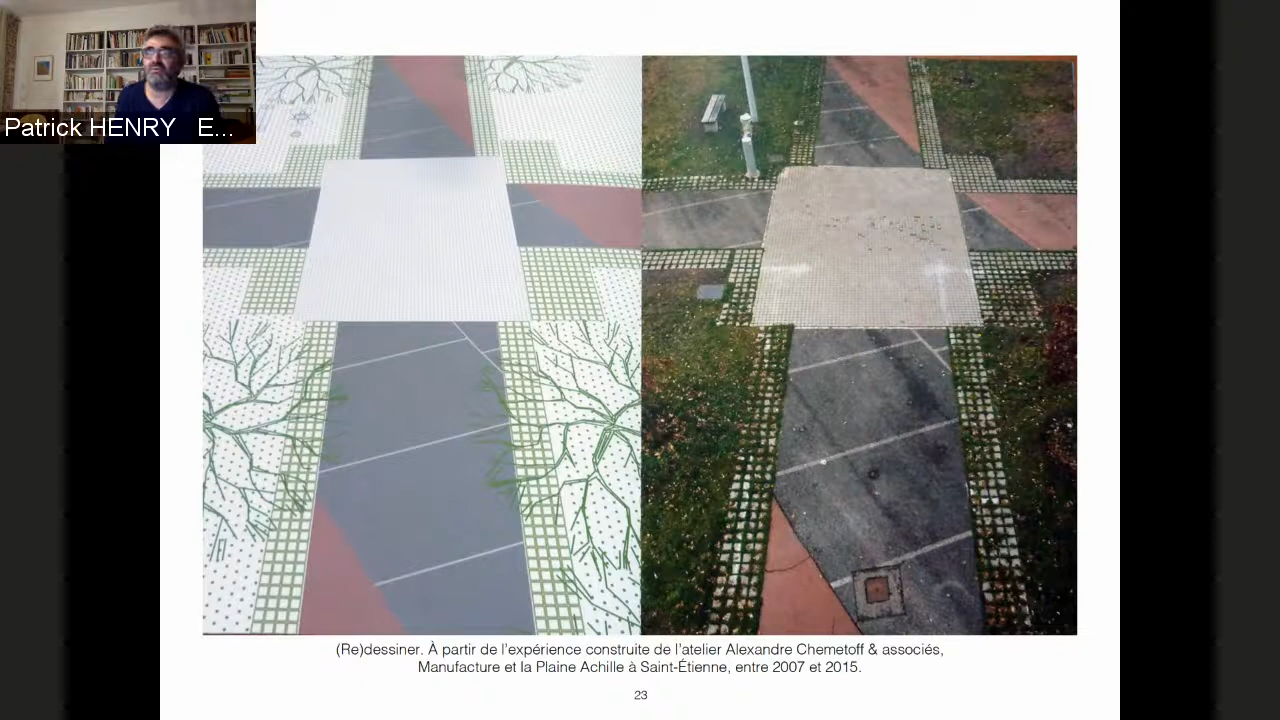 Patrick HENRY E...
(Re)dessiner. À partir de l'expérience construite de l'atelier Alexandre Chemetoff & associés,
Manufacture et la Plaine Achille à Saint-Étienne, entre 2007 et 2015.
23